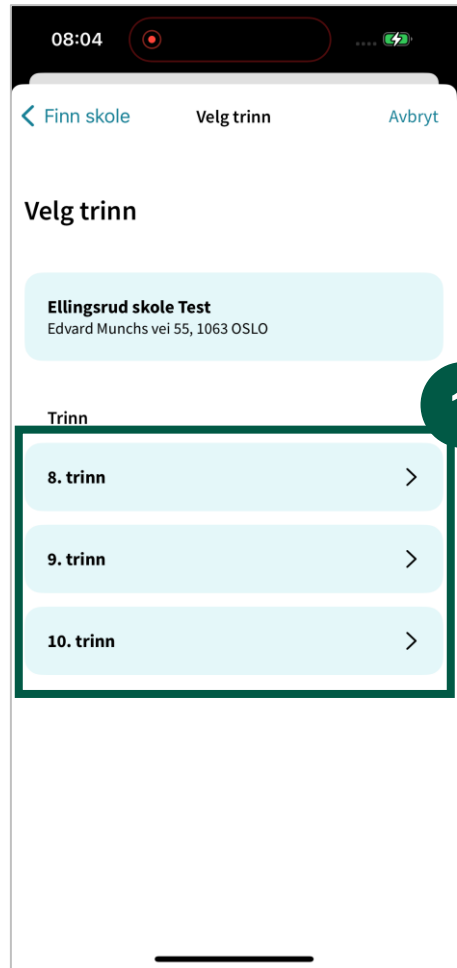 08:04
Finn skole
Velg trinn
Avbryt
Velg trinn
Ellingsrud skole Test
Edvard Munchs vei 55, 1063 OSLO
Trinn
1
8. trinn
9. trinn
10. trinn